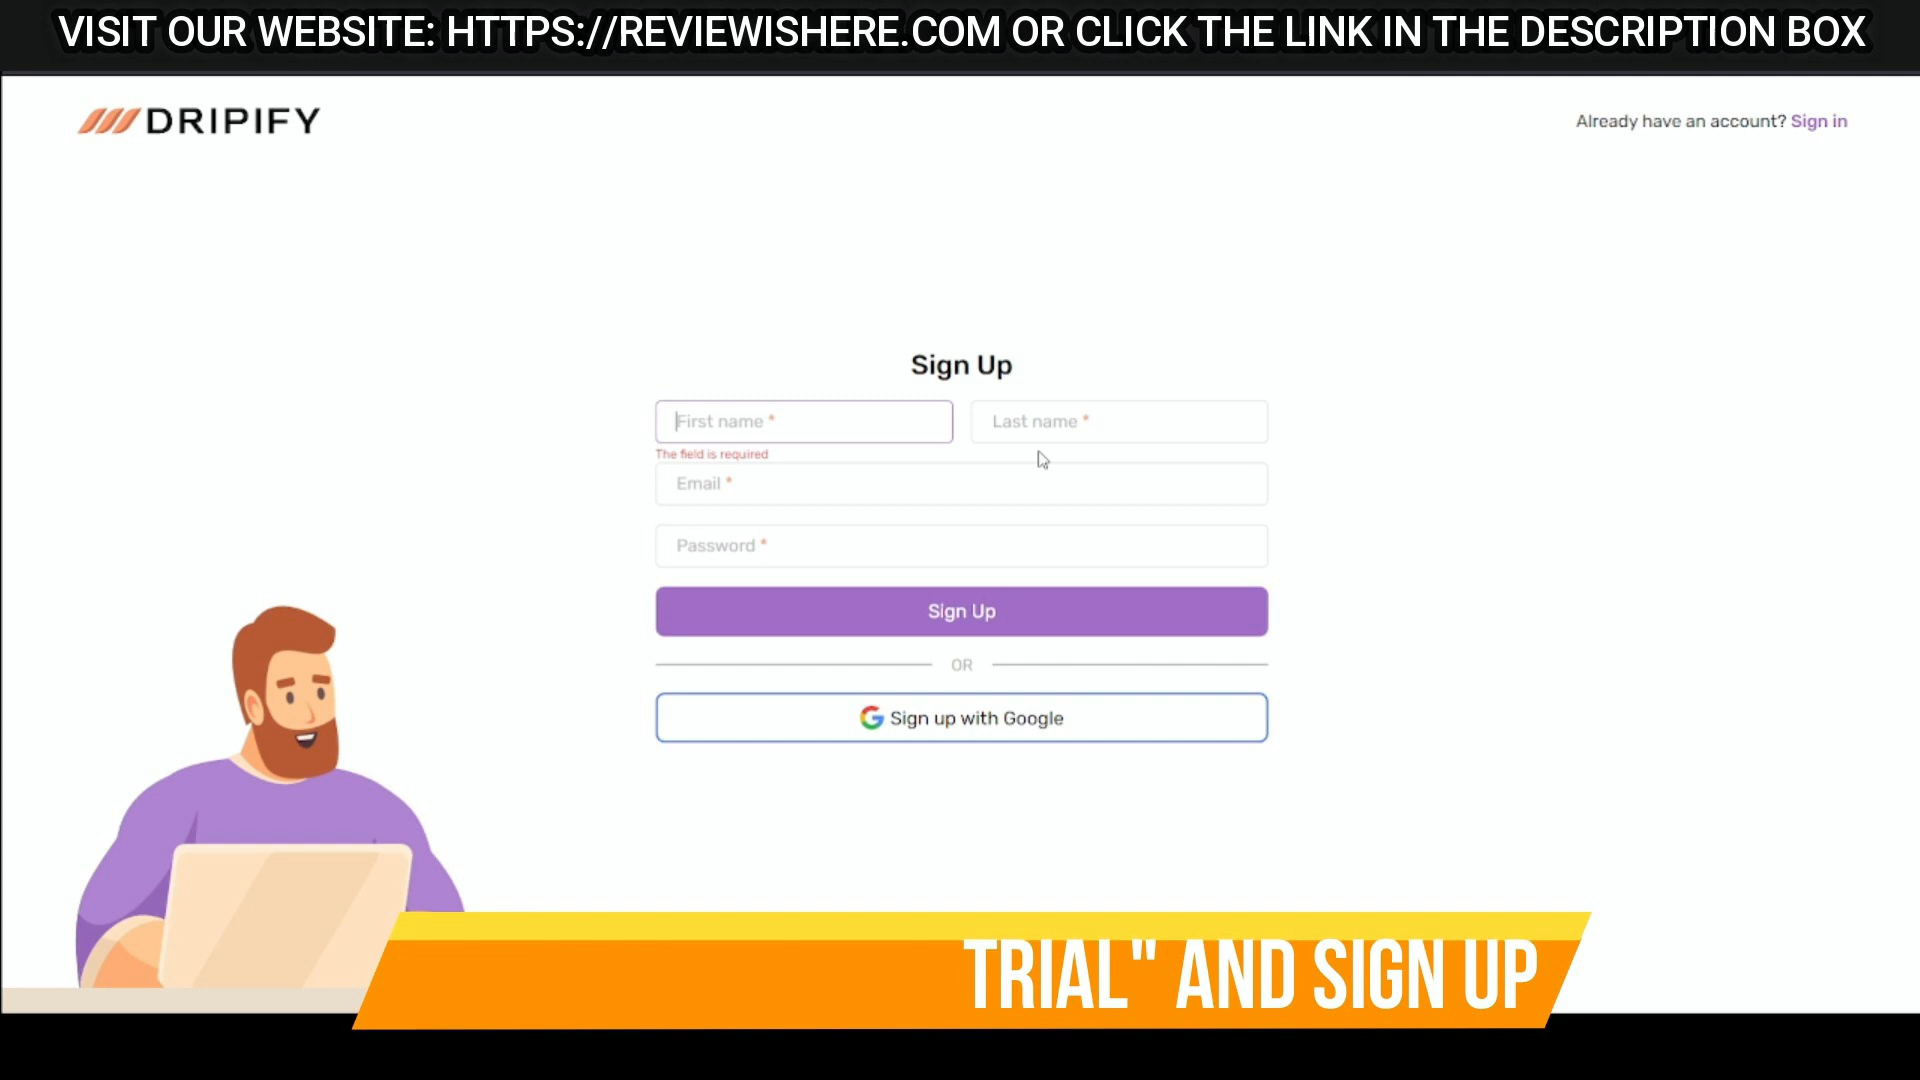 VISIT OUR WEBSITE: HTTPS://REVIEWISHERE.COM OR CLICK THE LINK IN THE DESCRIPTION BOX
DRIPIFY
Already have an account? Sign in
Sign Up
First name *
Last name *
The field is required
Email *
Password *
Sign Up
OR
Sign up with Google
TRIAL" AND SIGN UP